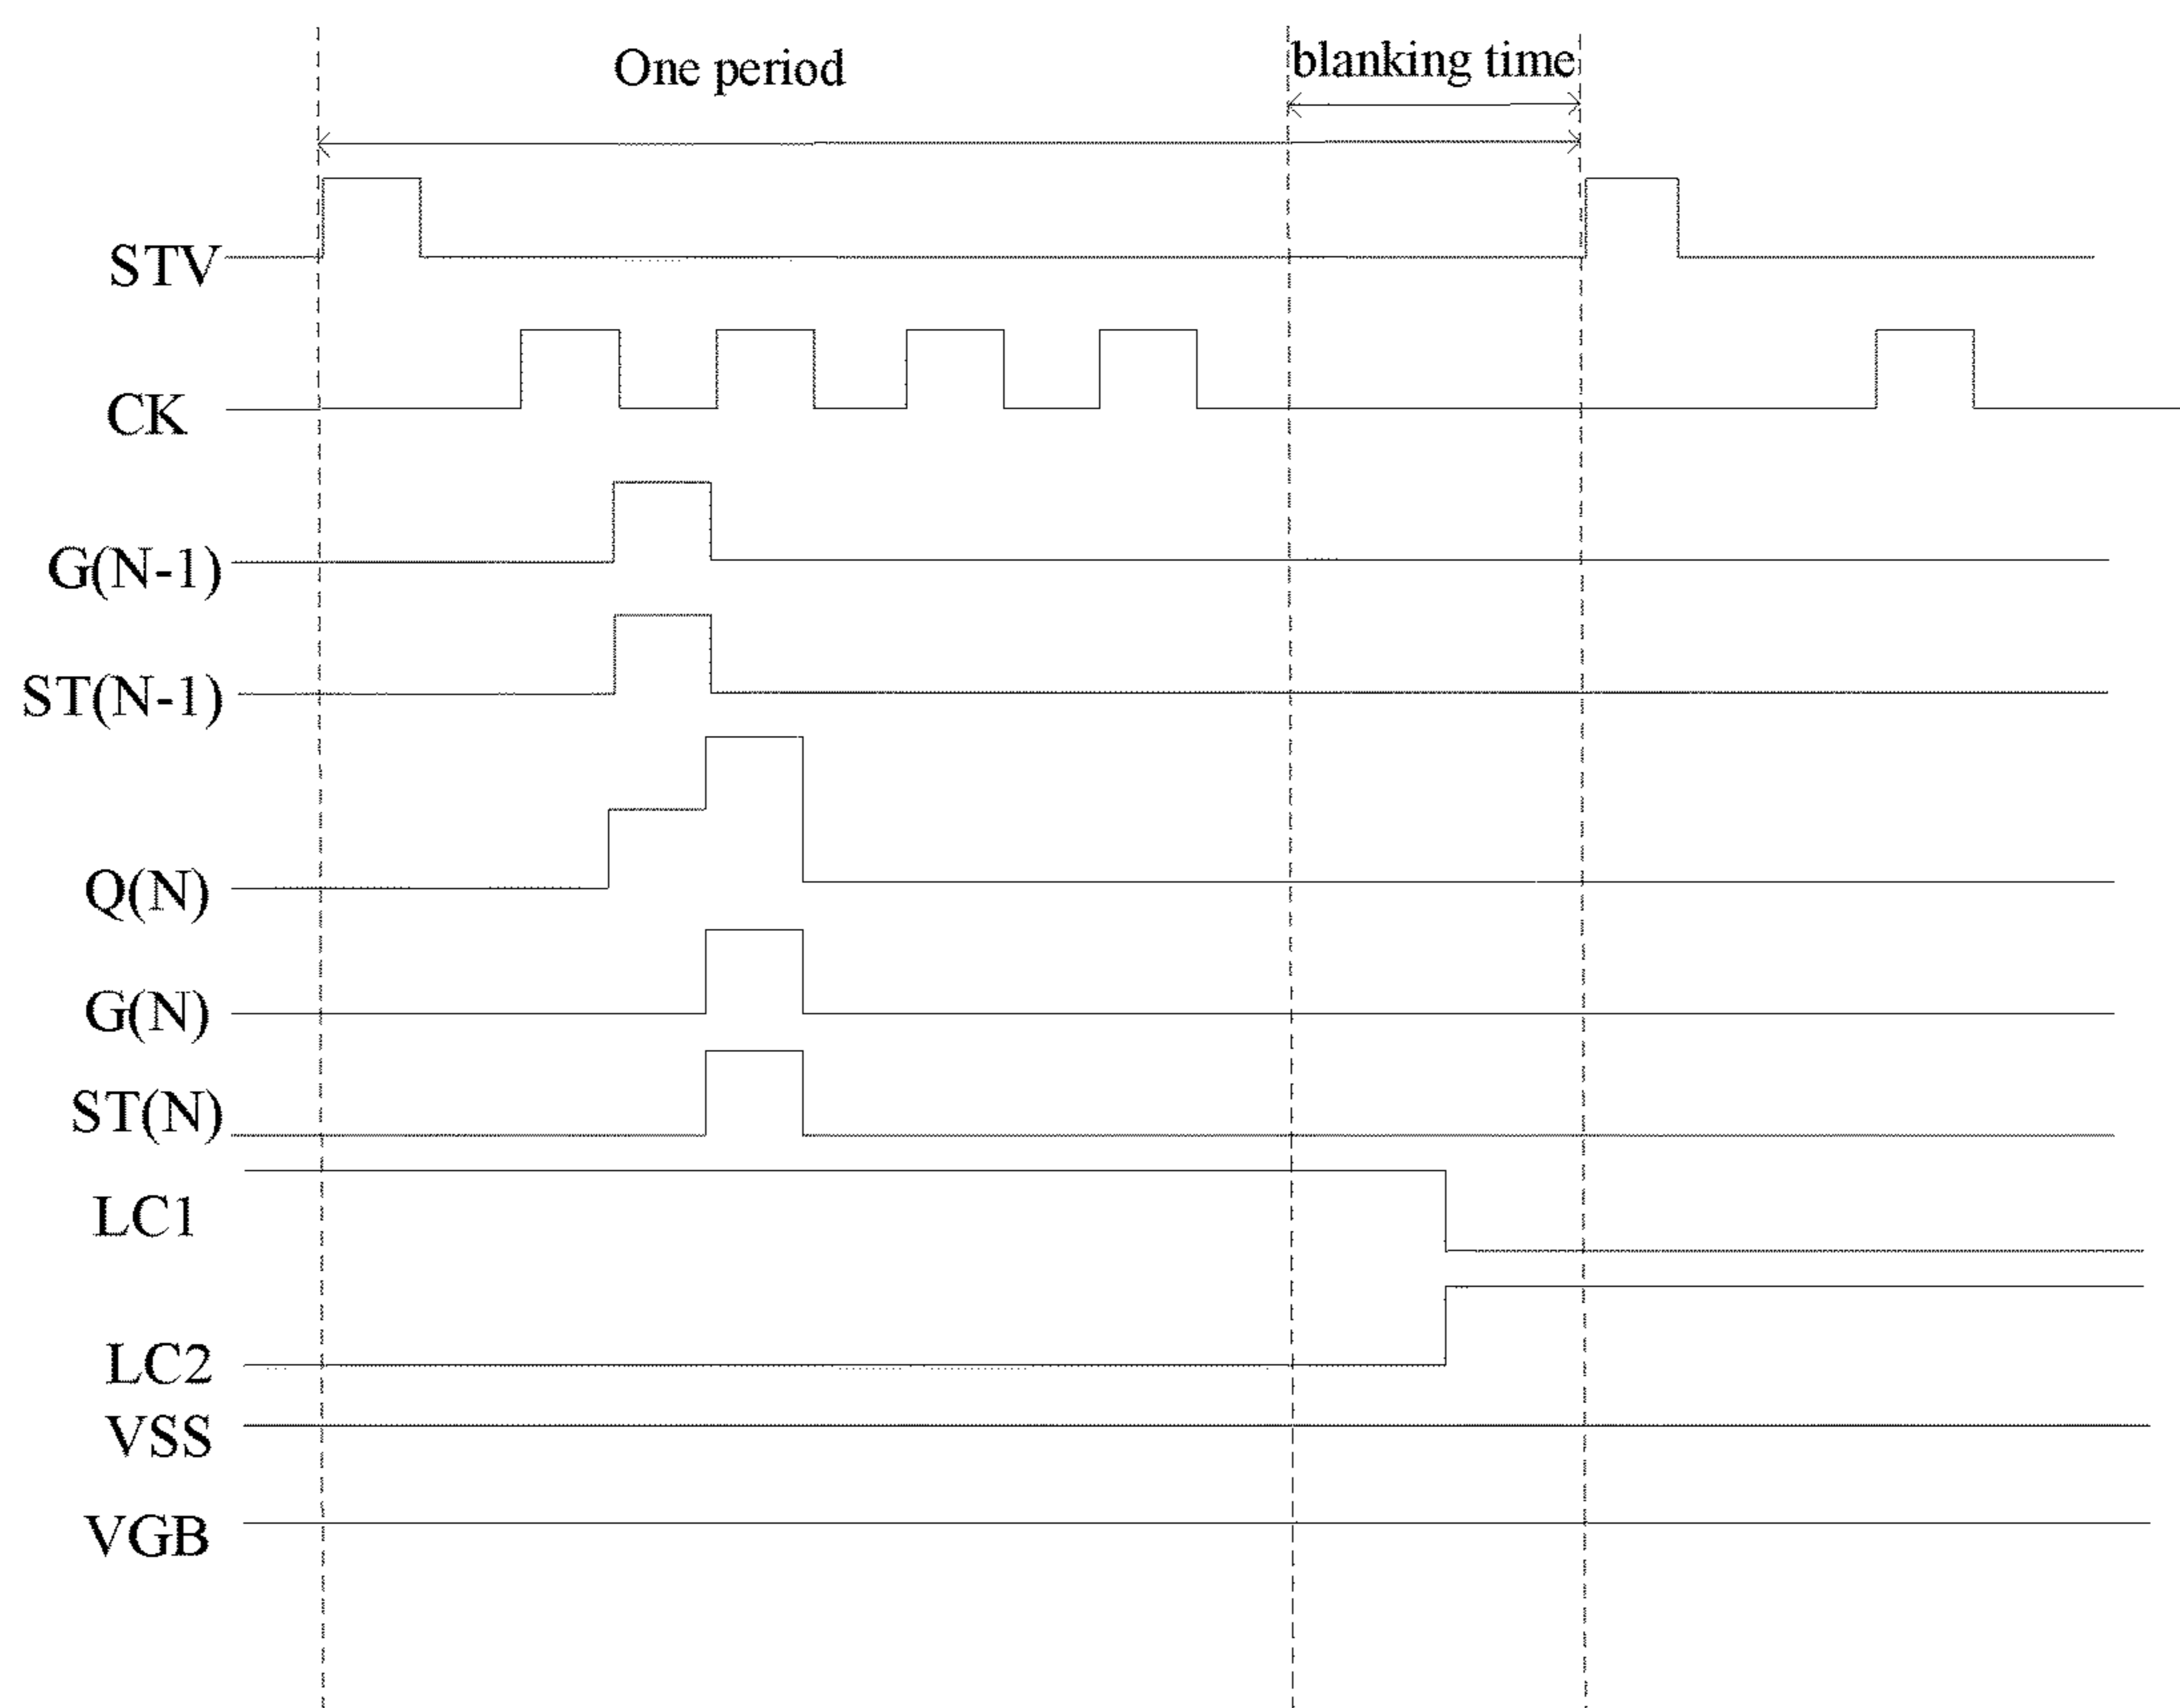 One period
blanking time
STV
CK
G(N-1)
ST(N-1)
Q(N)
G(N)
ST(N)
LC1
LC2
VSS
VGB